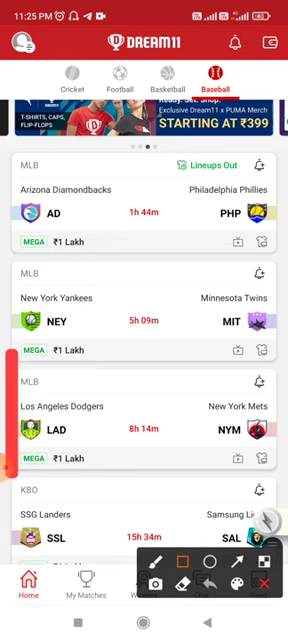 11:25 PM
DREAM11
Cricket
Football
Basketball
Baseball
T-SHIRTS, CAPS,
FLIP-FLOPS
Ready. Set. Shop.
Exclusive Dream11 x PUMA Merch
STARTING AT ₹399
MLB
Lineups Out
Arizona Diamondbacks
Philadelphia Phillies
AD
1h 44m
PHP
MEGA ₹1 Lakh
MLB
New York Yankees
Minnesota Twins
NEY
5h 09m
MIT
MEGA ₹1 Lakh
MLB
Los Angeles Dodgers
New York Mets
LAD
8h 14m
NYM
MEGA ₹1 Lakh
KBO
SSG Landers
Samsung Li
SSL
15h 34m
SAL
Home
My Matches